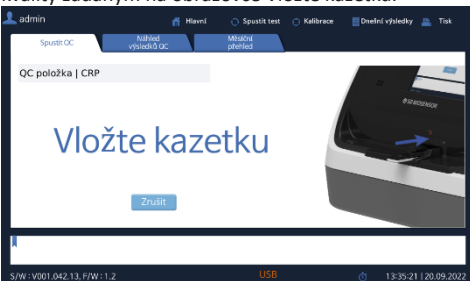 kvality zadaným na obrazovce Vložte kazetku.
admin Hlavní Spustit test Kalibrace Dnešní výsledky Tisk
Spustit QC Náhled výsledků QC Měsíční přehled
QC položka | CRP
Vložte kazetku
SD BIOSENSOR
Zrušit
S/W : V001.042.13, F/W : 1.2 USB 13:35:21 | 20.09.2022